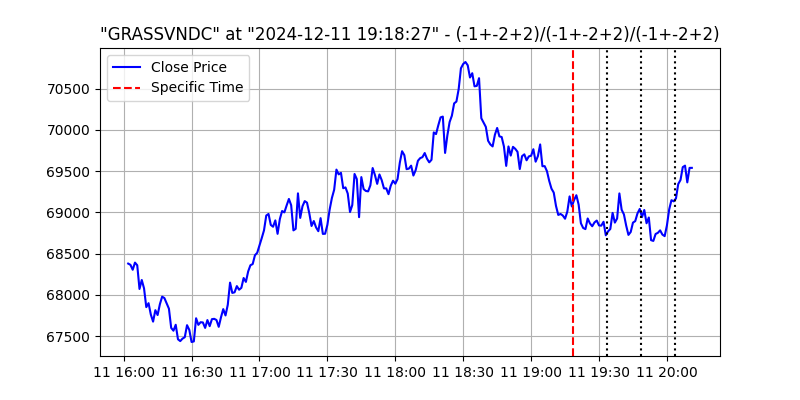 "GRASSVNDC" at "2024-12-11 19:18:27" - (-1+-2+2)/(-1+-2+2)/(-1+-2+2)
Close Price
Specific Time
70500
70000
69500
69000
68500
68000
67500
11 16:00 11 16:30 11 17:00 11 17:30 11 18:00 11 18:30 11 19:00 11 19:30 11 20:00